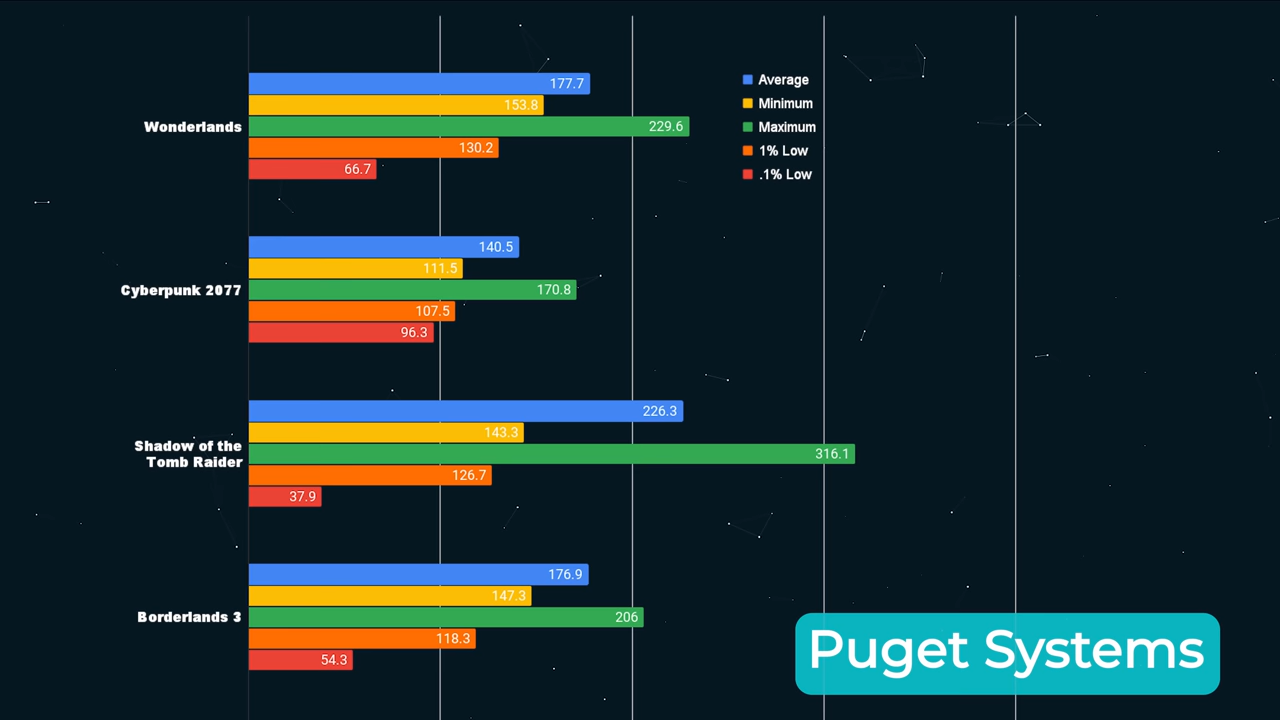 Average
Minimum
Maximum
1% Low
.1% Low
Wonderlands
177.7
153.8
229.6
130.2
66.7
Cyberpunk 2077
140.5
111.5
170.8
107.5
96.3
Shadow of the
Tomb Raider
226.3
143.3
316.1
126.7
37.9
Borderlands 3
176.9
147.3
206
118.3
54.3
Puget Systems